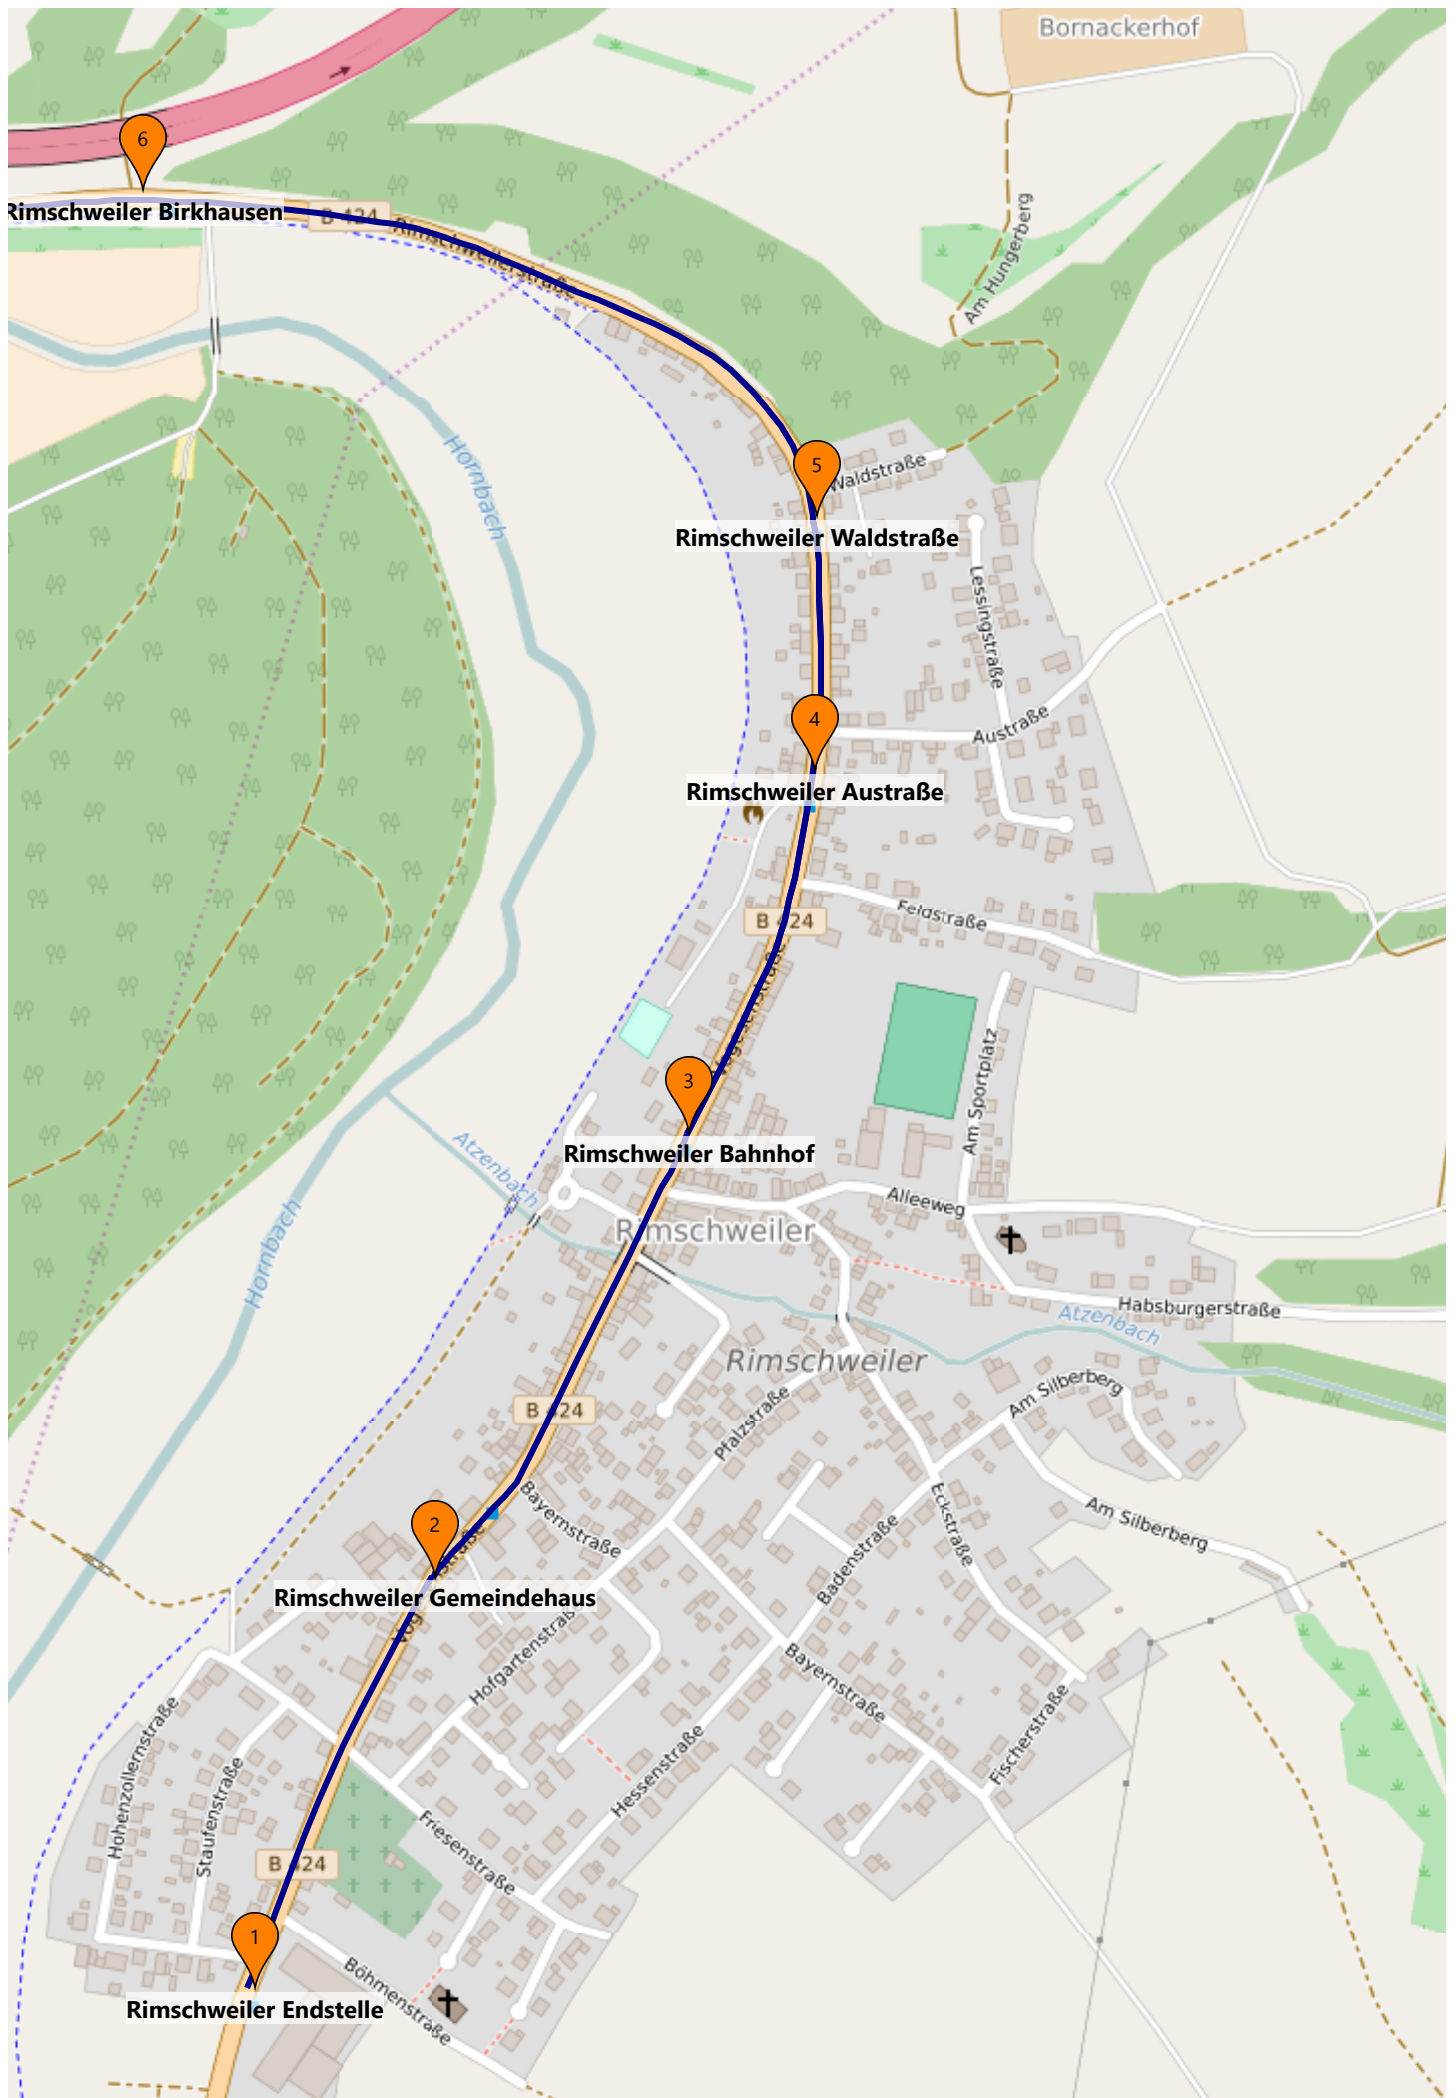 Bornackerhof
6
Rimschweiler Birkhausen
B 424
Rimschweilerstraße
Am Hungerberg
Hornbach
5
Waldstraße
Rimschweiler Waldstraße
Lessingstraße
4
Austraße
Rimschweiler Austraße
Feldstraße
B 424
Vogesenstraße
Am Sportplatz
3
Rimschweiler Bahnhof
Atzenbach
Alleeweg
Rimschweiler
Hornbach
Habsburgerstraße
Atzenbach
Rimschweiler
Am Silberberg
B 424
Pfalzstraße
Bayernstraße
Eckstraße
Am Silberberg
2
Badenstraße
Rimschweiler Gemeindehaus
Hofgartenstraße
Bayernstraße
Fischerstraße
Hohenzollernstraße
Staufenstraße
Hessenstraße
Friesenstraße
B 424
1
Böhmenstraße
Rimschweiler Endstelle